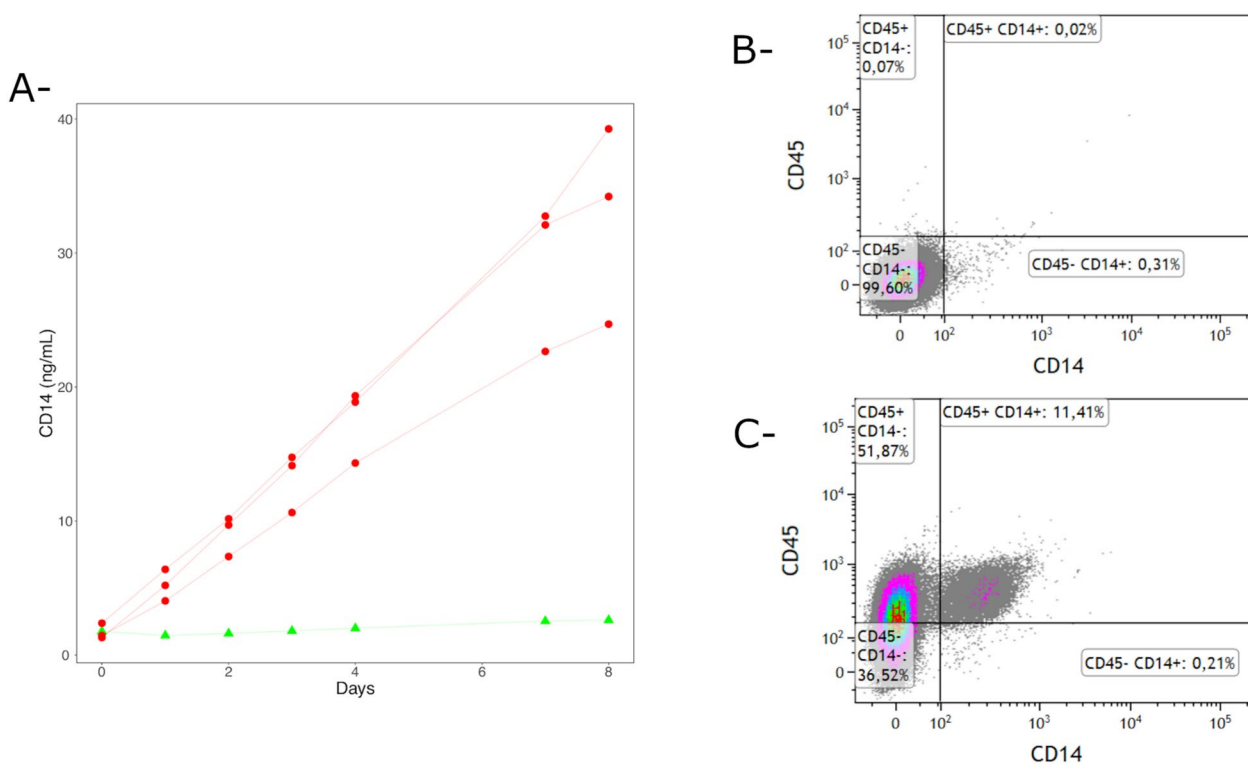 A-
40
30
20
10
0
CD14 (ng/mL)
0 2 4 6 8
Days
B-
CD45+
CD14-:
0,07%
CD45+ CD14+: 0,02%
CD45-
CD14-:
99,60%
CD45- CD14+: 0,31%
10⁵
10⁴
10³
10²
0
CD45
0 10² 10³ 10⁴ 10⁵
CD14
C-
CD45+
CD14-:
51,87%
CD45+ CD14+: 11,41%
CD45-
CD14-:
36,52%
CD45- CD14+: 0,21%
10⁵
10⁴
10³
10²
0
CD45
0 10² 10³ 10⁴ 10⁵
CD14